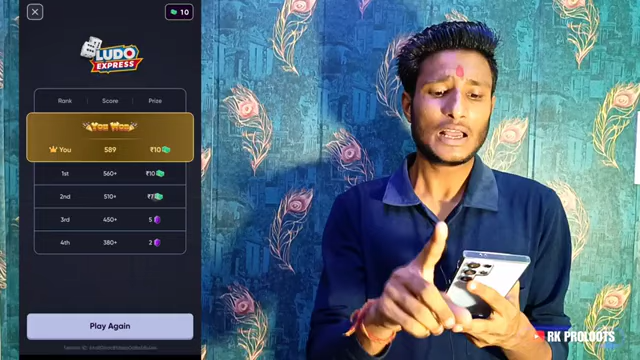 10
LUDO
EXPRESS
Rank Score Prize
You Won
You 589 ₹10
1st 560+ ₹10
2nd 510+ ₹7
3rd 450+ 5
4th 380+ 2
Play Again
RK PROLOOTS